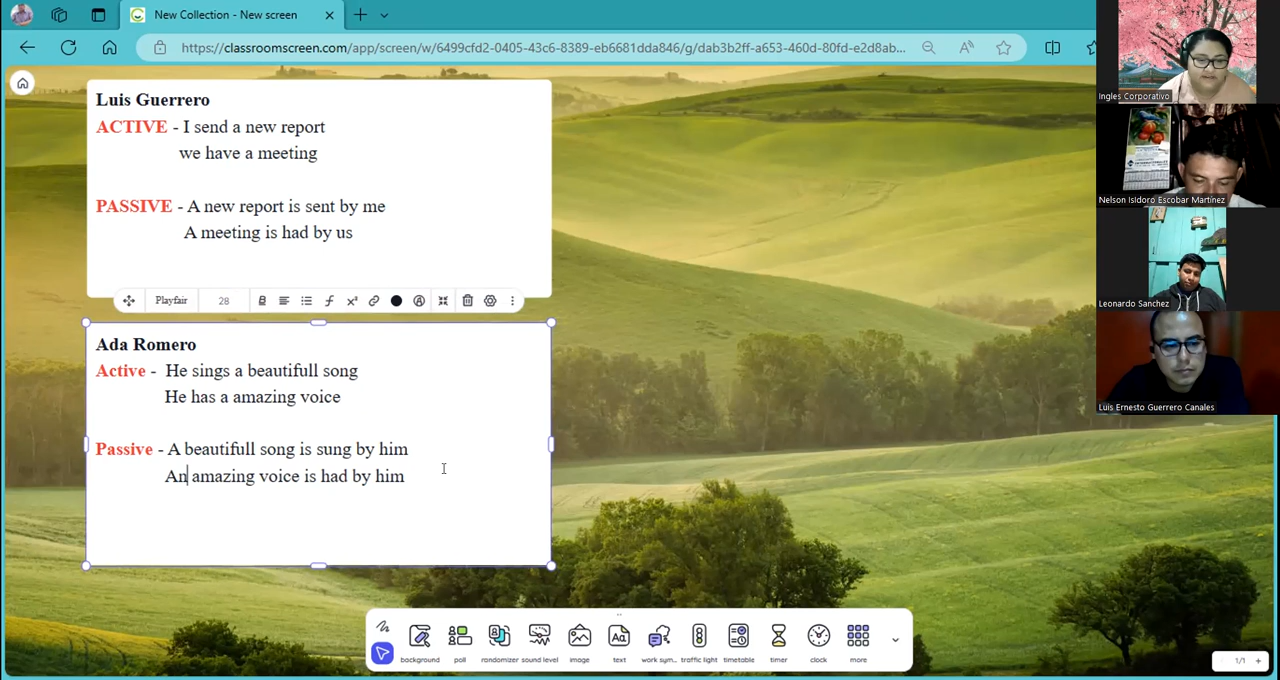 New Collection - New screen
https://classroomscreen.com/app/screen/w/6499cfd2-0405-43c6-8389-eb6681dda846/g/dab3b2ff-a653-460d-80fd-e2d8ab...
Luis Guerrero
ACTIVE - I send a new report
we have a meeting
PASSIVE - A new report is sent by me
A meeting is had by us
Playfair 28
Ada Romero
Active - He sings a beautifull song
He has a amazing voice
Passive - A beautifull song is sung by him
An amazing voice is had by him
Ingles Corporativo
Nelson Isidoro Escobar Martínez
Leonardo Sanchez
Luis Ernesto Guerrero Canales
background poll randomizer sound level image text work sym... traffic light timetable timer clock more
1/1